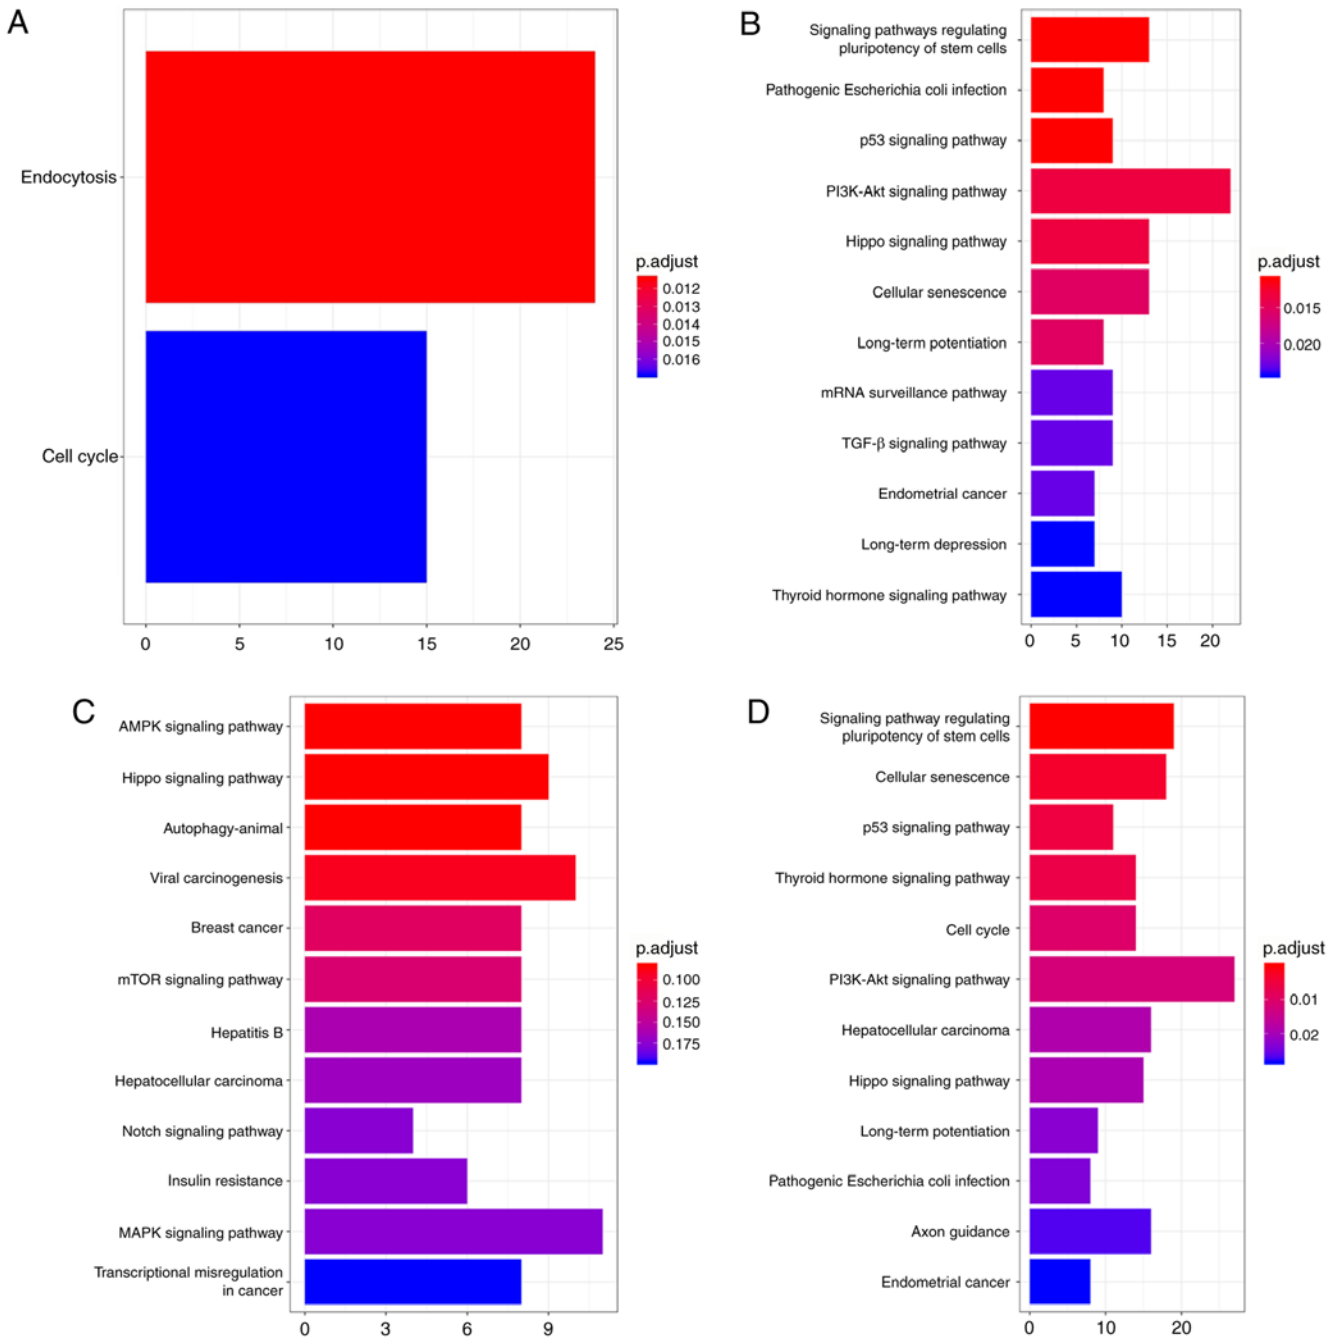 A
Endocytosis
Cell cycle
0 5 10 15 20 25
p.adjust
0.012
0.013
0.014
0.015
0.016
B
Signaling pathways regulating
pluripotency of stem cells
Pathogenic Escherichia coli infection
p53 signaling pathway
PI3K-Akt signaling pathway
Hippo signaling pathway
Cellular senescence
Long-term potentiation
mRNA surveillance pathway
TGF-β signaling pathway
Endometrial cancer
Long-term depression
Thyroid hormone signaling pathway
0 5 10 15 20
p.adjust
0.015
0.020
C
AMPK signaling pathway
Hippo signaling pathway
Autophagy-animal
Viral carcinogenesis
Breast cancer
mTOR signaling pathway
Hepatitis B
Hepatocellular carcinoma
Notch signaling pathway
Insulin resistance
MAPK signaling pathway
Transcriptional misregulation
in cancer
0 3 6 9
p.adjust
0.100
0.125
0.150
0.175
D
Signaling pathway regulating
pluripotency of stem cells
Cellular senescence
p53 signaling pathway
Thyroid hormone signaling pathway
Cell cycle
PI3K-Akt signaling pathway
Hepatocellular carcinoma
Hippo signaling pathway
Long-term potentiation
Pathogenic Escherichia coli infection
Axon guidance
Endometrial cancer
0 10 20
p.adjust
0.01
0.02